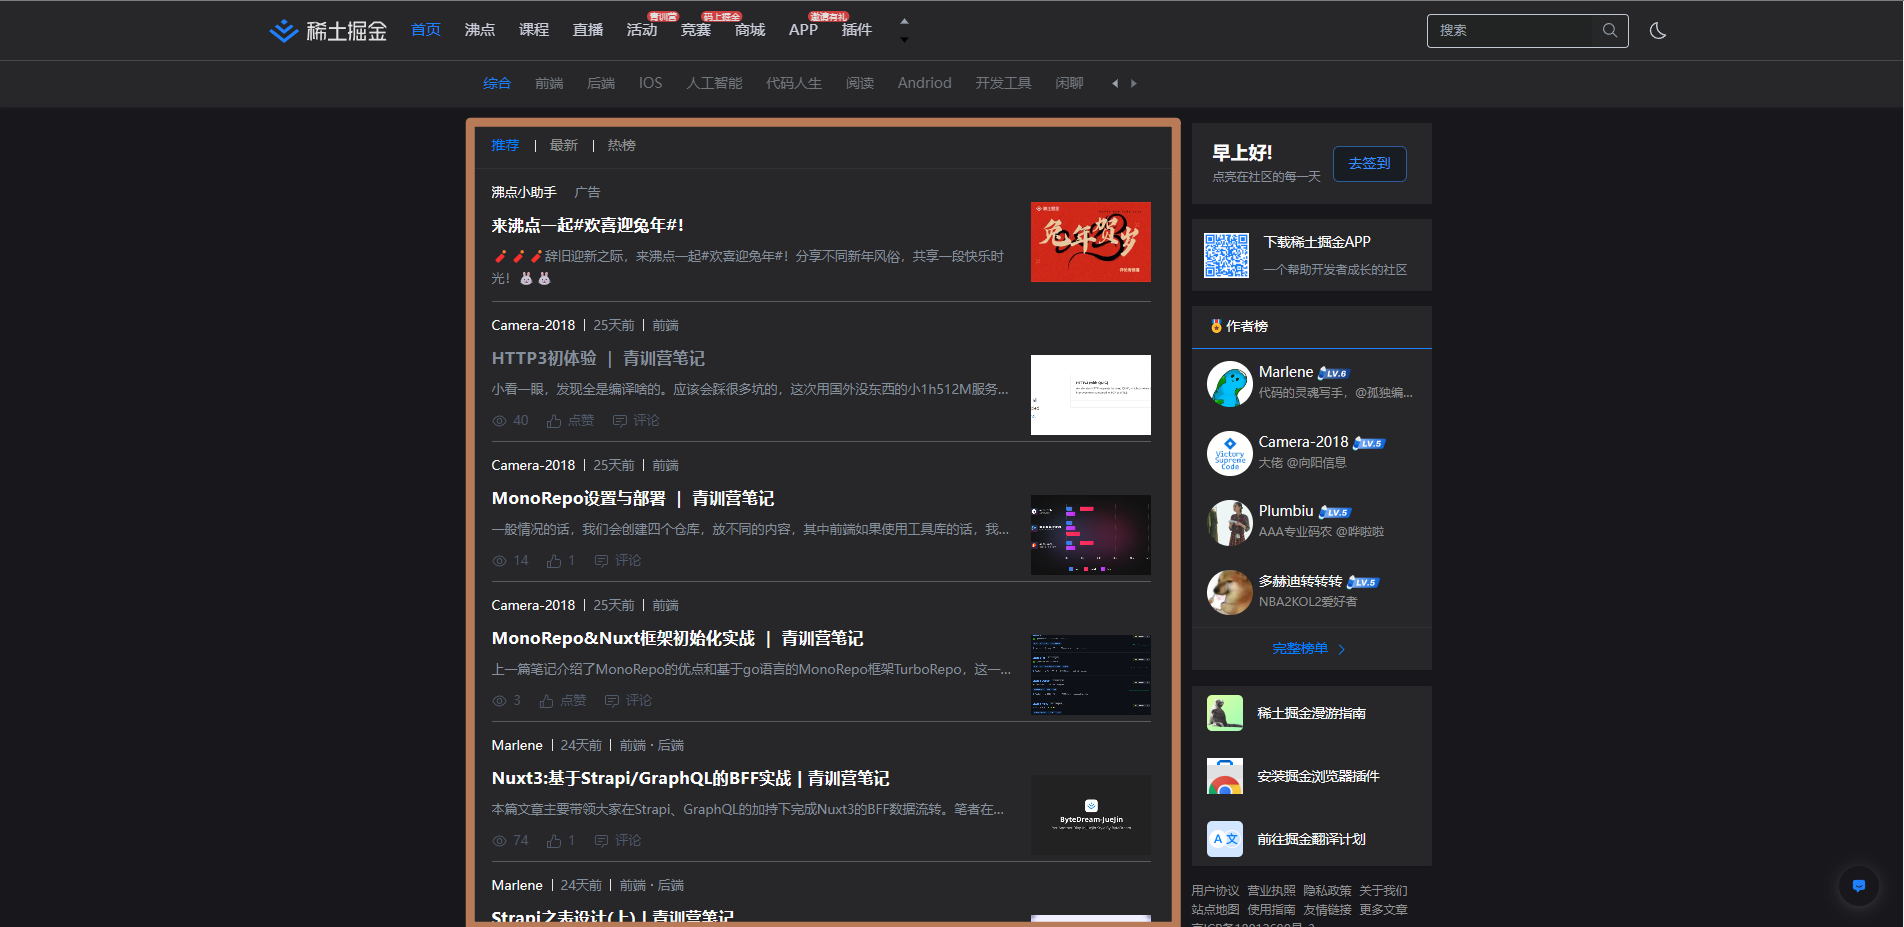 稀土掘金 首页 沸点 课程 直播 活动 青训营 竞赛 码上掘金 商城 APP 邀请有礼 插件 搜索
综合 前端 后端 IOS 人工智能 代码人生 阅读 Andriod 开发工具 闲聊
推荐 | 最新 | 热榜
沸点小助手 广告
来沸点一起#欢喜迎兔年#!
辞旧迎新之际，来沸点一起#欢喜迎兔年#！分享不同新年风俗，共享一段快乐时
光！
稀土掘金
兔年贺岁
Camera-2018 | 25天前 | 前端
HTTP3初体验 ｜ 青训营笔记
小看一眼，发现全是编译啥的。应该会踩很多坑的，这次用国外没东西的小1h512M服务...
40 点赞 评论
Camera-2018 | 25天前 | 前端
MonoRepo设置与部署 ｜ 青训营笔记
一般情况的话，我们会创建四个仓库，放不同的内容，其中前端如果使用工具库的话，我...
14 1 评论
Camera-2018 | 25天前 | 前端
MonoRepo&Nuxt框架初始化实战 ｜ 青训营笔记
上一篇笔记介绍了MonoRepo的优点和基于go语言的MonoRepo框架TurboRepo，这一...
3 点赞 评论
Marlene | 24天前 | 前端·后端
Nuxt3:基于Strapi/GraphQL的BFF实战 | 青训营笔记
本篇文章主要带领大家在Strapi、GraphQL的加持下完成Nuxt3的BFF数据流转。笔者在...
74 1 评论
ByteDream-JueJin
Marlene | 24天前 | 前端·后端
Strapi之表设计(上) | 青训营笔记
早上好!
点亮在社区的每一天
去签到
下载稀土掘金APP
一个帮助开发者成长的社区
作者榜
Marlene LV.6
代码的灵魂写手，@孤独编...
Camera-2018 LV.5
大佬 @向阳信息
Victory
Supreme
Code
Plumbiu LV.5
AAA专业码农 @哗啦啦
多赫迪转转转 LV.5
NBA2KOL2爱好者
完整榜单
稀土掘金漫游指南
安装掘金浏览器插件
A 文 前往掘金翻译计划
用户协议 营业执照 隐私政策 关于我们
站点地图 使用指南 友情链接 更多文章